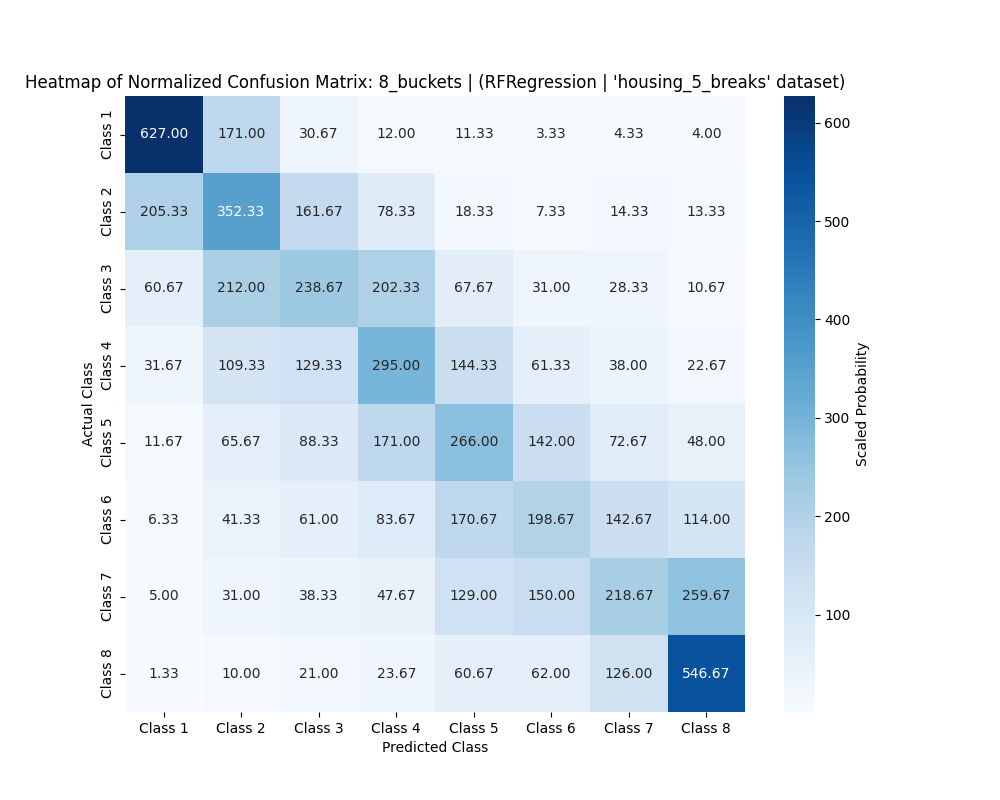 Heatmap of Normalized Confusion Matrix: 8_buckets | (RFRegression | 'housing_5_breaks' dataset)
Class 1 627.00 171.00 30.67 12.00 11.33 3.33 4.33 4.00
Class 2 205.33 352.33 161.67 78.33 18.33 7.33 14.33 13.33
Class 3 60.67 212.00 238.67 202.33 67.67 31.00 28.33 10.67
Class 4 31.67 109.33 129.33 295.00 144.33 61.33 38.00 22.67
Class 5 11.67 65.67 88.33 171.00 266.00 142.00 72.67 48.00
Class 6 6.33 41.33 61.00 83.67 170.67 198.67 142.67 114.00
Class 7 5.00 31.00 38.33 47.67 129.00 150.00 218.67 259.67
Class 8 1.33 10.00 21.00 23.67 60.67 62.00 126.00 546.67
Class 1 Class 2 Class 3 Class 4 Class 5 Class 6 Class 7 Class 8
Predicted Class
Actual Class
600
500
400
300
200
100
Scaled Probability